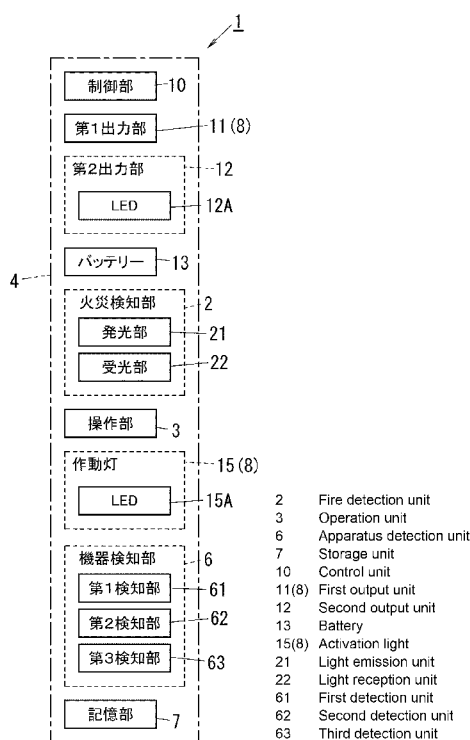 1
制御部 10
第1出力部 11(8)
第2出力部 12
LED 12A
バッテリー 13
4
火災検知部 2
発光部 21
受光部 22
操作部 3
作動灯 15(8)
LED 15A
機器検知部 6
第1検知部 61
第2検知部 62
第3検知部 63
記憶部 7
2 Fire detection unit
3 Operation unit
6 Apparatus detection unit
7 Storage unit
10 Control unit
11(8) First output unit
12 Second output unit
13 Battery
15(8) Activation light
21 Light emission unit
22 Light reception unit
61 First detection unit
62 Second detection unit
63 Third detection unit